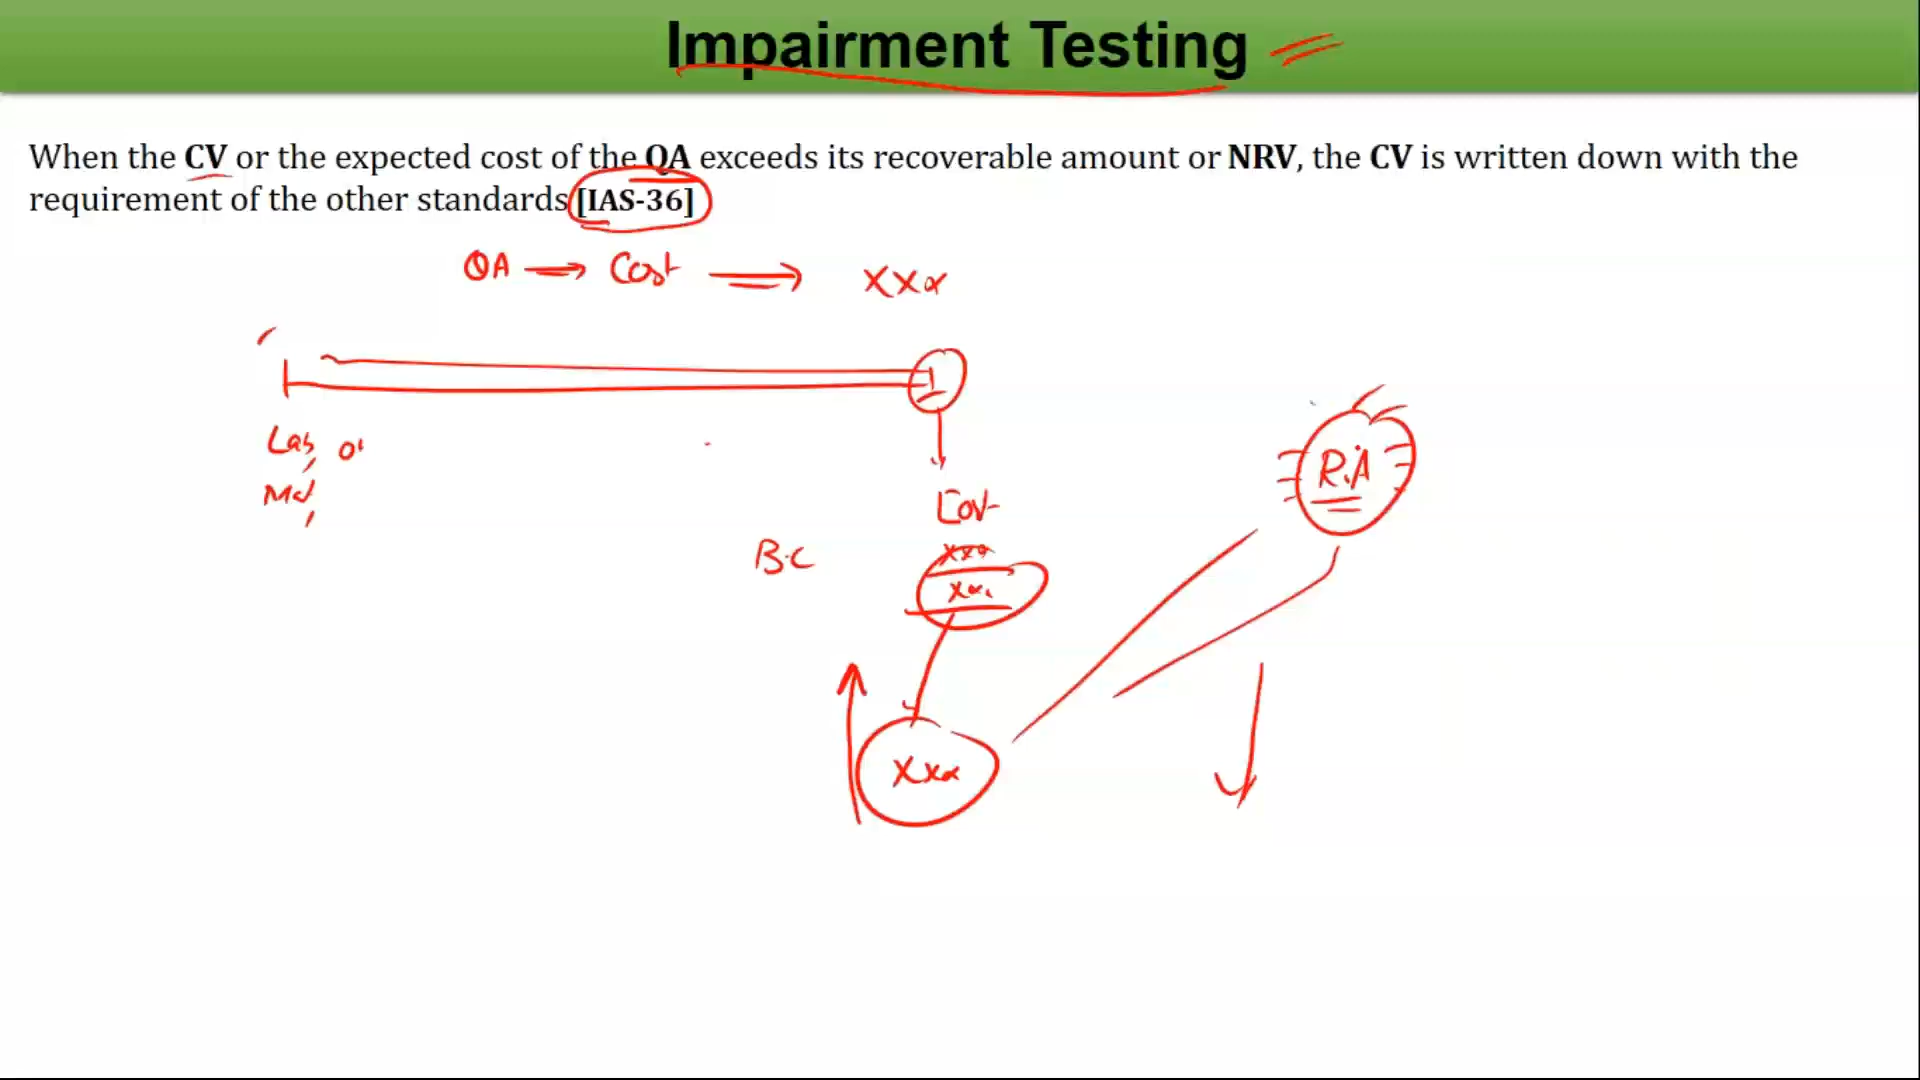 Impairment Testing
When the CV or the expected cost of the QA exceeds its recoverable amount or NRV, the CV is written down with the
requirement of the other standards [IAS-36]
QA Cost xxx
R.A
B.C
xxx
xxx
xxx